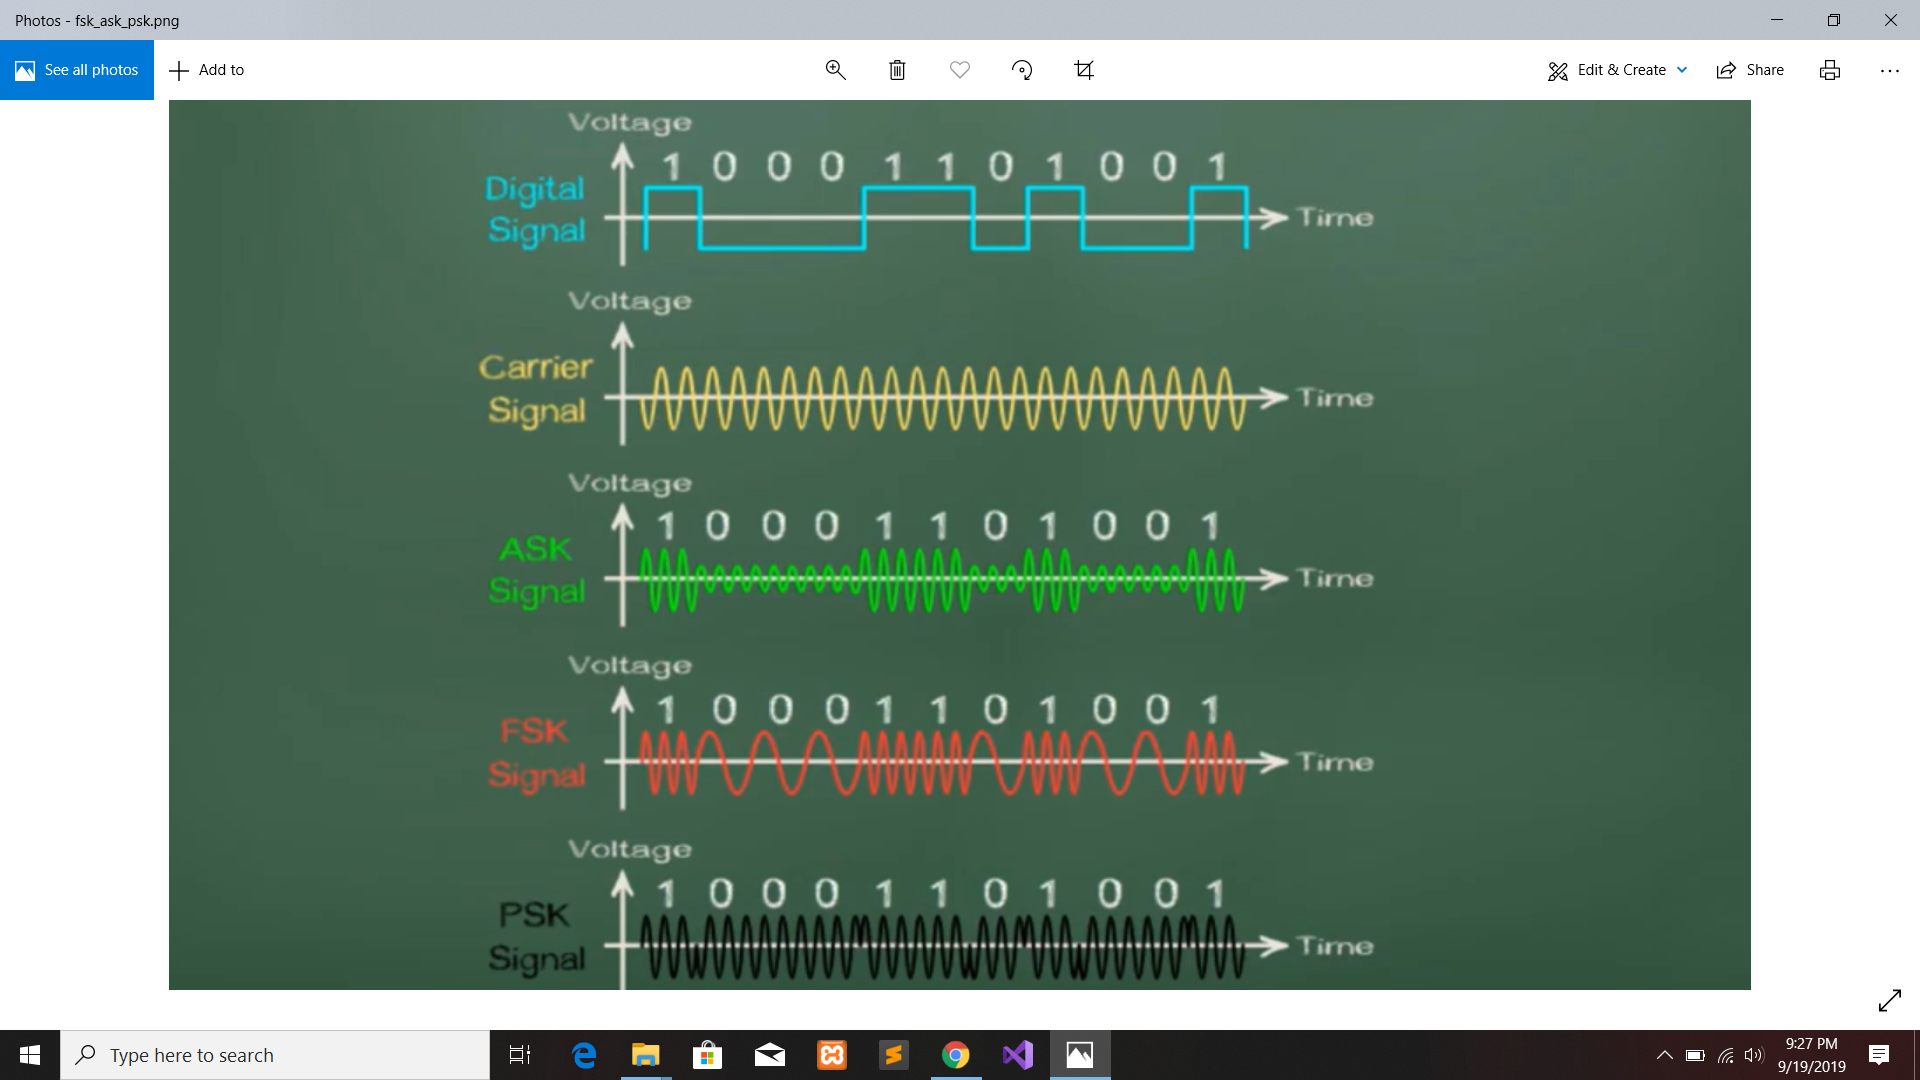 Photos - fsk_ask_psk.png
See all photos
Add to
Edit & Create
Share
Voltage
1 0 0 0 1 1 0 1 0 0 1
Digital
Signal
Time
Voltage
Carrier
Signal
Time
Voltage
1 0 0 0 1 1 0 1 0 0 1
ASK
Signal
Time
Voltage
1 0 0 0 1 1 0 1 0 0 1
FSK
Signal
Time
Voltage
1 0 0 0 1 1 0 1 0 0 1
PSK
Signal
Time
Type here to search
9:27 PM
9/19/2019